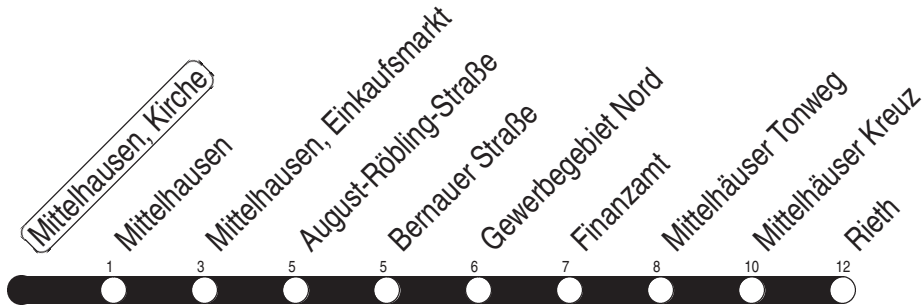 Mittelhausen, Kirche
Mittelhausen
Mittelhausen, Einkaufsmarkt
August-Röbling-Straße
Bernauer Straße
Gewerbegebiet Nord
Finanzamt
Mittelhäuser Tonweg
Mittelhäuser Kreuz
Rieth
1 3 5 5 6 7 8 10 12